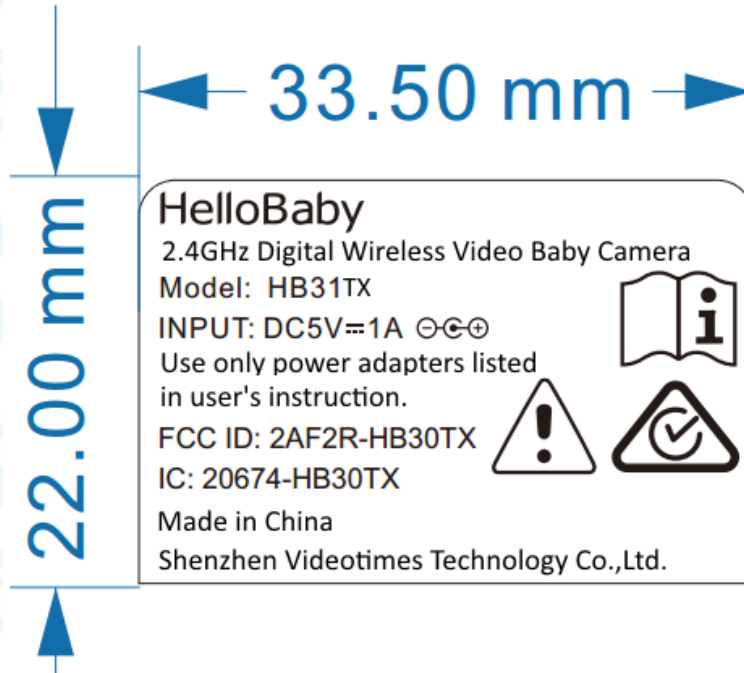 33.50 mm
22.00 mm
HelloBaby
2.4GHz Digital Wireless Video Baby Camera
Model: HB31TX
INPUT: DC5V⎓1A
Use only power adapters listed
in user's instruction.
FCC ID: 2AF2R-HB30TX
IC: 20674-HB30TX
Made in China
Shenzhen Videotimes Technology Co.,Ltd.